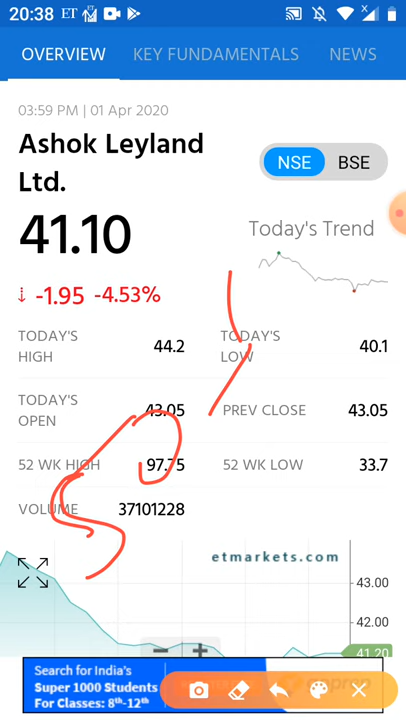 20:38 ET
OVERVIEW KEY FUNDAMENTALS NEWS
03:59 PM | 01 Apr 2020
Ashok Leyland
Ltd.
NSE BSE
41.10
Today's Trend
-1.95 -4.53%
TODAY'S HIGH 44.2 TODAY'S LOW 40.1
TODAY'S OPEN 43.05 PREV CLOSE 43.05
52 WK HIGH 97.75 52 WK LOW 33.7
VOLUME 37101228
etmarkets.com
43.00
42.00
41.20
Search for India's
Super 1000 Students
For Classes: 8th-12th